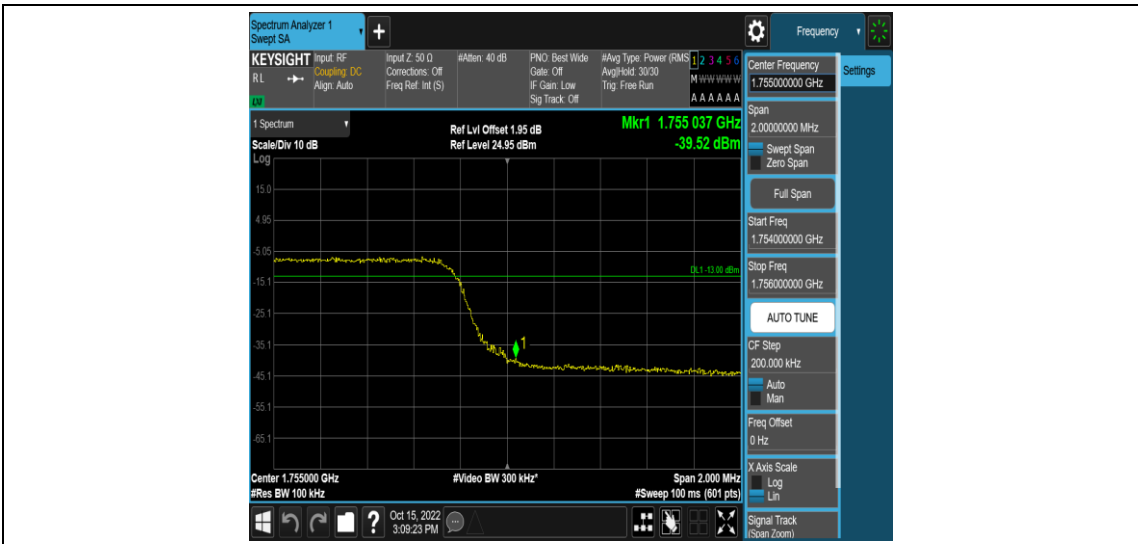 Spectrum Analyzer 1
Swept SA
+
Frequency
KEYSIGHT
RL
LXI
Input: RF
Coupling: DC
Align: Auto
Input Z: 50 Ω
Corrections: Off
Freq Ref: Int (S)
#Atten: 40 dB
PNO: Best Wide
Gate: Off
IF Gain: Low
Sig Track: Off
#Avg Type: Power (RMS
Avg|Hold: 30/30
Trig: Free Run
1 2 3 4 5 6
M W W W W W
A A A A A A
Center Frequency
1.755000000 GHz
Settings
1 Spectrum
Ref Lvl Offset 1.95 dB
Mkr1 1.755 037 GHz
Scale/Div 10 dB
Ref Level 24.95 dBm
-39.52 dBm
Log
15.0
4.95
-5.05
DL1 -13.00 dBm
-15.1
-25.1
-35.1
1
-45.1
-55.1
-65.1
Center 1.755000 GHz
#Video BW 300 kHz*
Span 2.000 MHz
#Res BW 100 kHz
#Sweep 100 ms (601 pts)
Span
2.00000000 MHz
Swept Span
Zero Span
Full Span
Start Freq
1.754000000 GHz
Stop Freq
1.756000000 GHz
AUTO TUNE
CF Step
200.000 kHz
Auto
Man
Freq Offset
0 Hz
X Axis Scale
Log
Lin
Signal Track
(Span Zoom)
?
Oct 15, 2022
3:09:23 PM